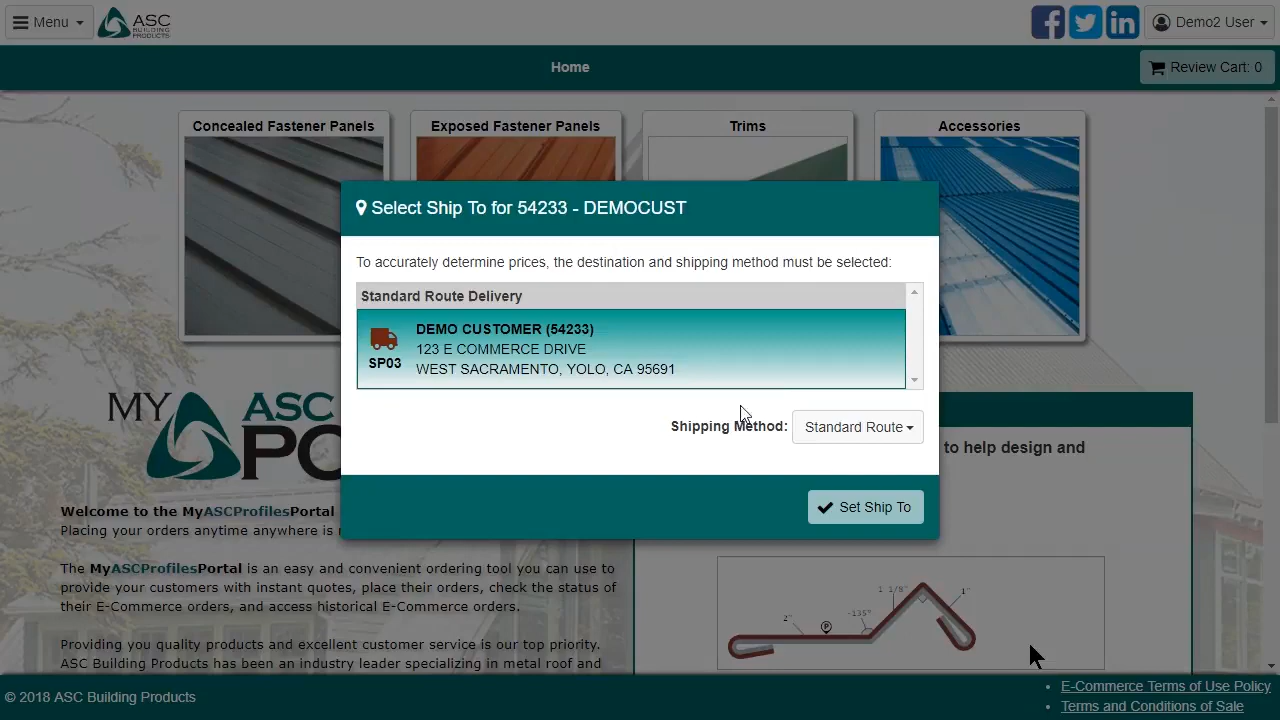 Menu
ASC
BUILDING
PRODUCTS
Demo2 User
Home
Review Cart: 0
Concealed Fastener Panels
Exposed Fastener Panels
Trims
Accessories
Select Ship To for 54233 - DEMOCUST
To accurately determine prices, the destination and shipping method must be selected:
Standard Route Delivery
DEMO CUSTOMER (54233)
123 E COMMERCE DRIVE
SP03
WEST SACRAMENTO, YOLO, CA 95691
Shipping Method:
Standard Route
Set Ship To
MY
ASC
PO
to help design and
Welcome to the MyASCProfilesPortal
Placing your orders anytime anywhere is
The MyASCProfilesPortal is an easy and convenient ordering tool you can use to
provide your customers with instant quotes, place their orders, check the status of
their E-Commerce orders, and access historical E-Commerce orders.
Providing you quality products and excellent customer service is our top priority.
ASC Building Products has been an industry leader specializing in metal roof and
1 1/8"
1"
2"
P
-135°
© 2018 ASC Building Products
E-Commerce Terms of Use Policy
Terms and Conditions of Sale